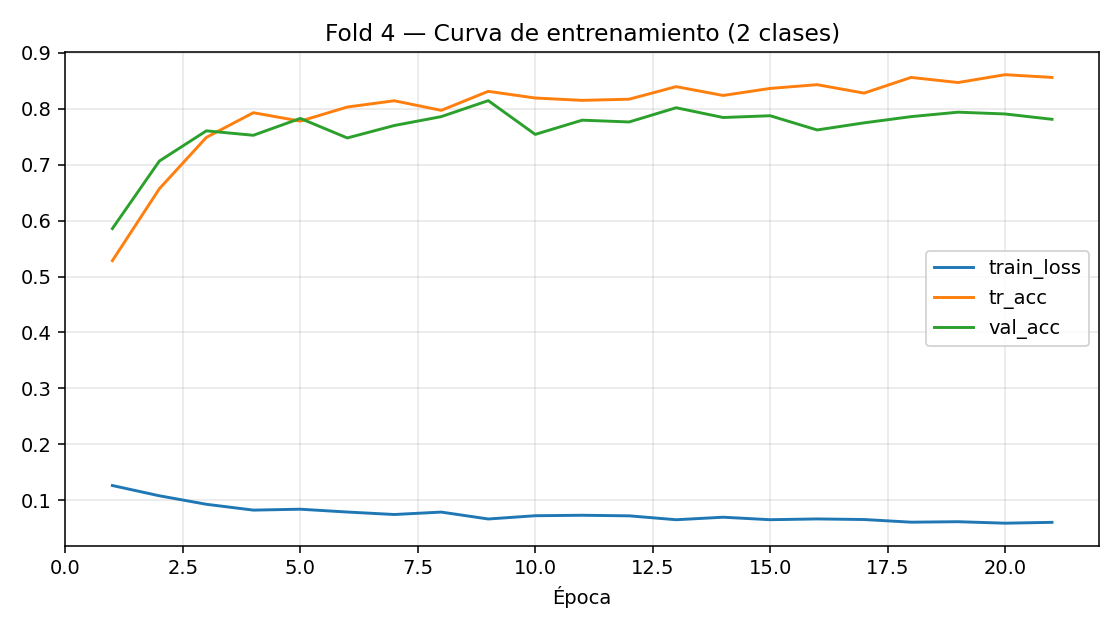 Fold 4 — Curva de entrenamiento (2 clases)
0.9
0.8
0.7
0.6
0.5
0.4
0.3
0.2
0.1
train_loss
tr_acc
val_acc
0.0 2.5 5.0 7.5 10.0 12.5 15.0 17.5 20.0
Época